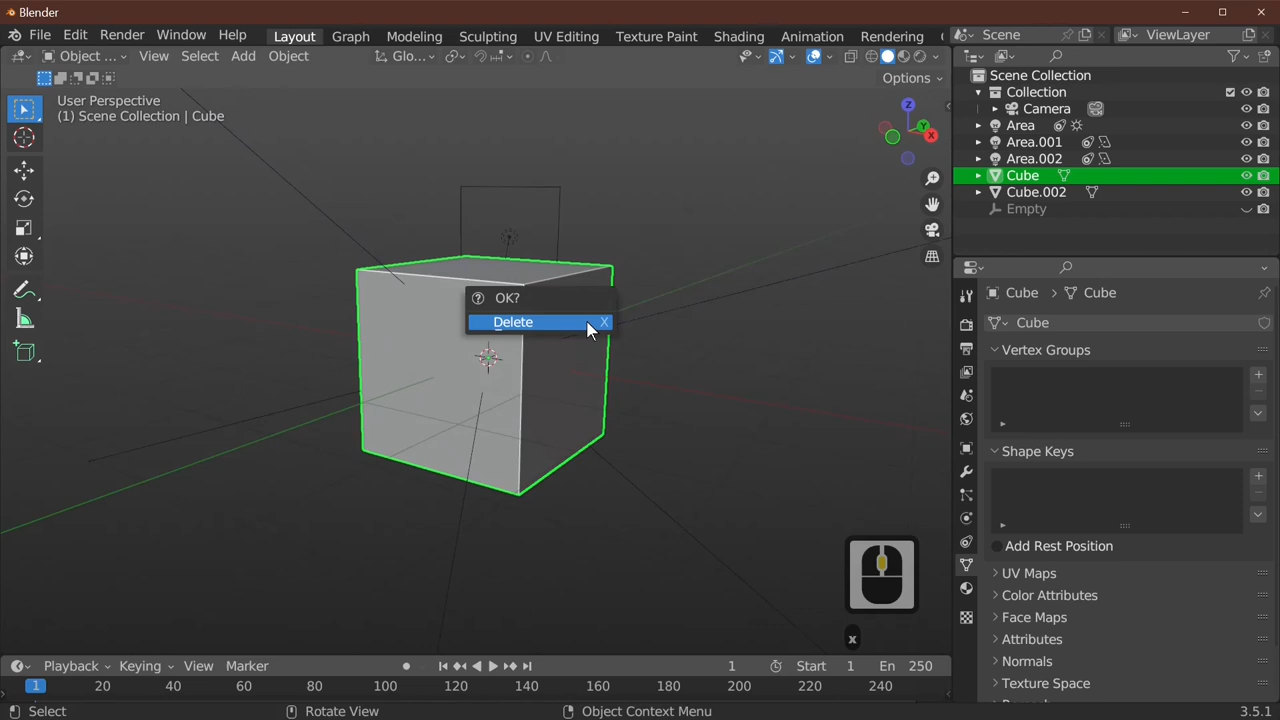 Blender
File Edit Render Window Help Layout Graph Modeling Sculpting UV Editing Texture Paint Shading Animation Rendering Scene ViewLayer
Object ... View Select Add Object Glo...
Options
User Perspective
(1) Scene Collection | Cube
Z
Y
X
OK?
Delete X
x
Scene Collection
Collection
Camera
Area
Area.001
Area.002
Cube
Cube.002
Empty
Cube > Cube
Cube
Vertex Groups
Shape Keys
Add Rest Position
UV Maps
Color Attributes
Face Maps
Attributes
Normals
Texture Space
Playback Keying View Marker 1 Start 1 En 250
1 20 40 60 80 100 120 140 160 180 200 220 240
Select Rotate View Object Context Menu 3.5.1